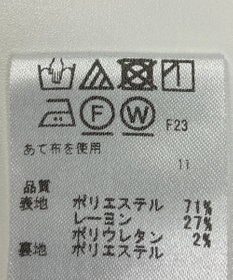 F W F23
あて布を使用
11
品質
表地 ポリエステル 71%
レーヨン 27%
ポリウレタン 2%
裏地 ポリエステル